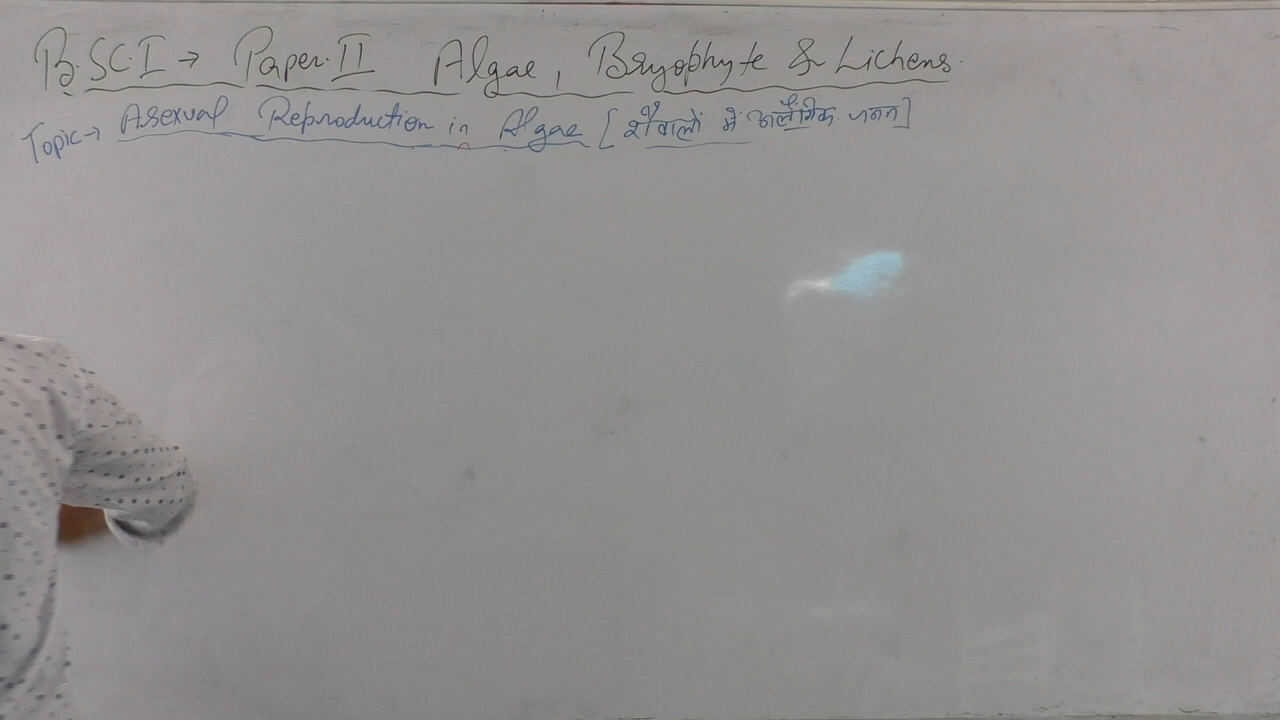 B.SC.I → Paper.II Algae, Bryophyte & Lichens.
Topic → Asexual Reproduction in Algae [शैवालों में अलैंगिक जनन]